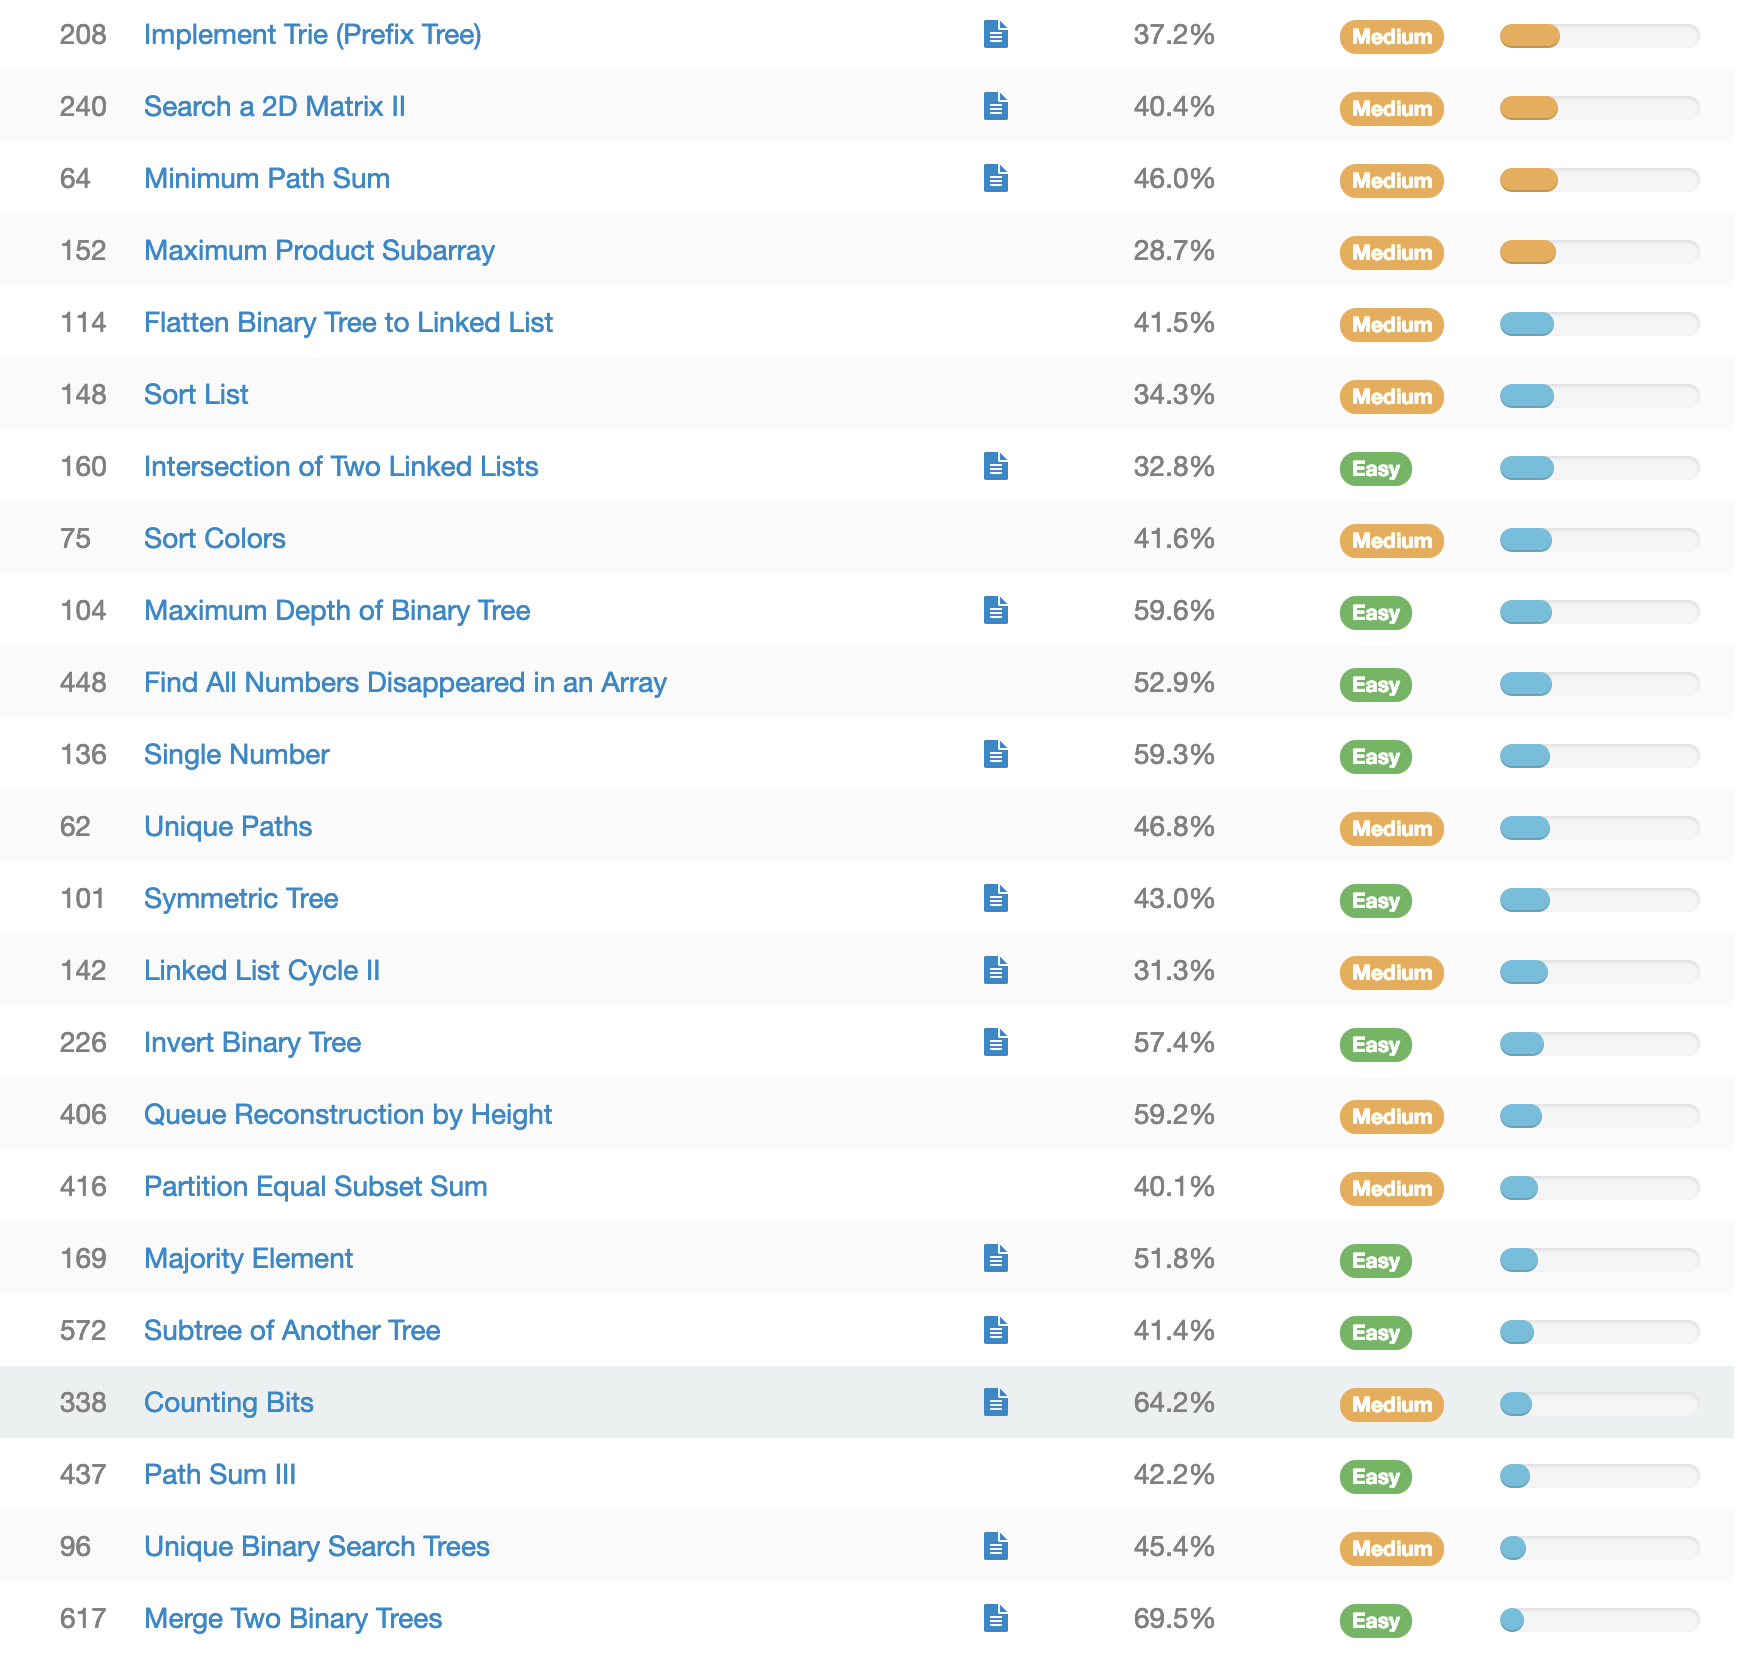 208 Implement Trie (Prefix Tree) 37.2% Medium
240 Search a 2D Matrix II 40.4% Medium
64 Minimum Path Sum 46.0% Medium
152 Maximum Product Subarray 28.7% Medium
114 Flatten Binary Tree to Linked List 41.5% Medium
148 Sort List 34.3% Medium
160 Intersection of Two Linked Lists 32.8% Easy
75 Sort Colors 41.6% Medium
104 Maximum Depth of Binary Tree 59.6% Easy
448 Find All Numbers Disappeared in an Array 52.9% Easy
136 Single Number 59.3% Easy
62 Unique Paths 46.8% Medium
101 Symmetric Tree 43.0% Easy
142 Linked List Cycle II 31.3% Medium
226 Invert Binary Tree 57.4% Easy
406 Queue Reconstruction by Height 59.2% Medium
416 Partition Equal Subset Sum 40.1% Medium
169 Majority Element 51.8% Easy
572 Subtree of Another Tree 41.4% Easy
338 Counting Bits 64.2% Medium
437 Path Sum III 42.2% Easy
96 Unique Binary Search Trees 45.4% Medium
617 Merge Two Binary Trees 69.5% Easy